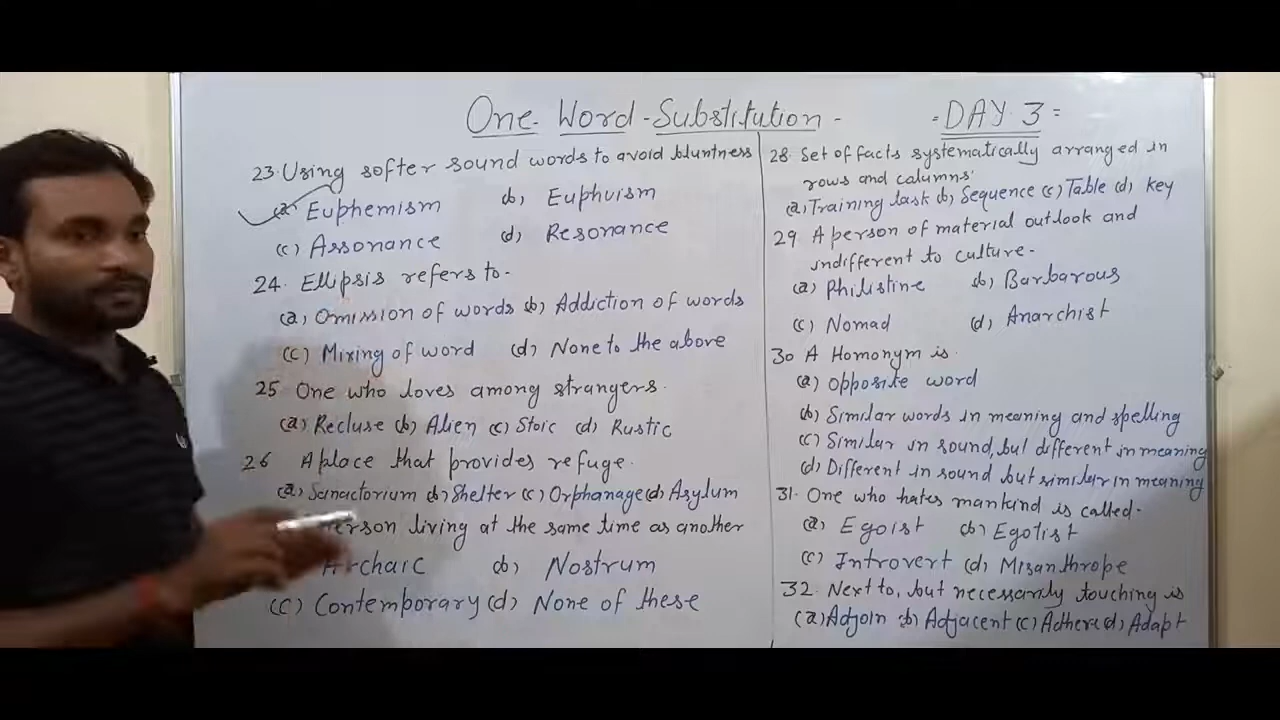 One Word-Substitution -
= DAY 3 =
23. Using softer sound words to avoid bluntness
(a) Euphemism (b) Euphuism
(c) Assonance (d) Resonance
24. Ellipsis refers to-
(a) Omission of words (b) Addiction of words
(c) Mixing of word (d) None to the above
25 One who loves among strangers.
(a) Recluse (b) Alien (c) Stoic (d) Rustic
26 A place that provides refuge.
(a) Sanactorium (b) Shelter (c) Orphanage (d) Asylum
person living at the same time as another
Archaic (b) Nostrum
(c) Contemporary (d) None of these
28. Set of facts systematically arranged in
rows and calumns.
(a) Training task (b) Sequence (c) Table (d) key
29. A person of material outlook and
indifferent to culture-
(a) Philistine (b) Barbarous
(c) Nomad (d) Anarchist
30 A Homonym is.
(a) opposite word
(b) Similar words in meaning and spelling
(c) Similar in sound, but different in meaning
(d) Different in sound but similar in meaning
31. One who hates mankind is called-
(a) Egoist (b) Egotist
(c) Introvert (d) Misanthrope
32. Next to, but necessarily touching is
(a) Adjoin (b) Adjacent (c) Adhere (d) Adapt